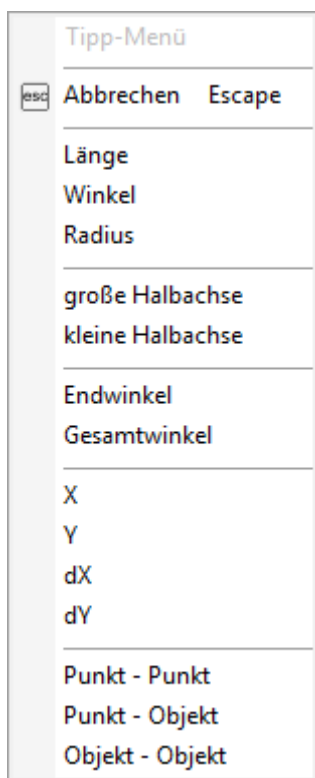 Tipp-Menü
esc Abbrechen Escape
Länge
Winkel
Radius
große Halbachse
kleine Halbachse
Endwinkel
Gesamtwinkel
X
Y
dX
dY
Punkt - Punkt
Punkt - Objekt
Objekt - Objekt